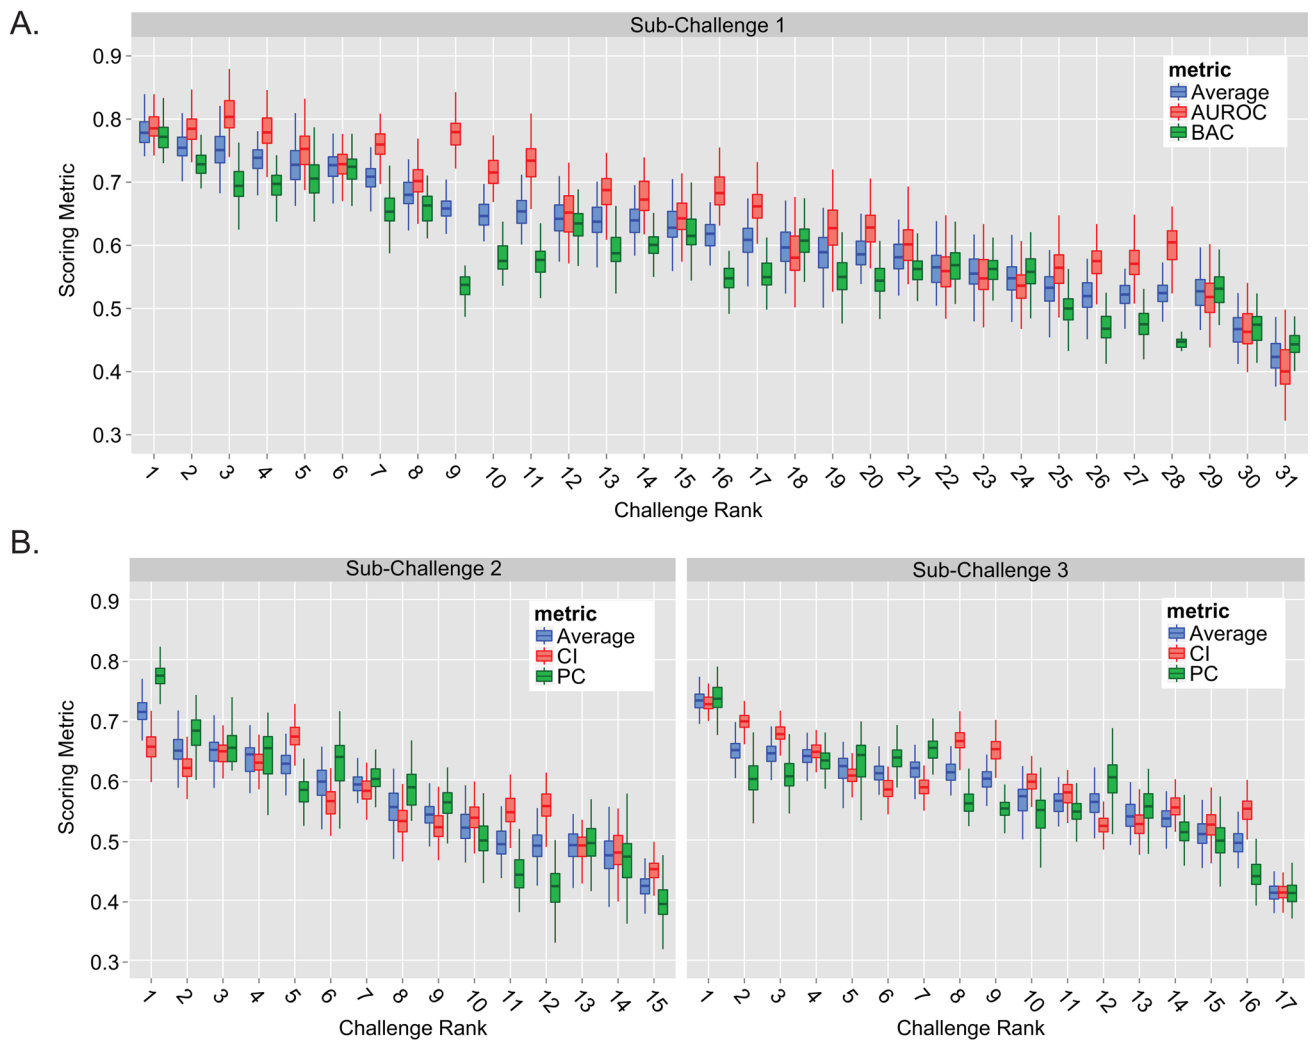 A.
Sub-Challenge 1
metric
Average
AUROC
BAC
Scoring Metric
0.9
0.8
0.7
0.6
0.5
0.4
0.3
1 2 3 4 5 6 7 8 9 10 11 12 13 14 15 16 17 18 19 20 21 22 23 24 25 26 27 28 29 30 31
Challenge Rank
B.
Sub-Challenge 2
metric
Average
CI
PC
Scoring Metric
0.9
0.8
0.7
0.6
0.5
0.4
0.3
1 2 3 4 5 6 7 8 9 10 11 12 13 14 15
Challenge Rank
Sub-Challenge 3
metric
Average
CI
PC
1 2 3 4 5 6 7 8 9 10 11 12 13 14 15 16 17
Challenge Rank